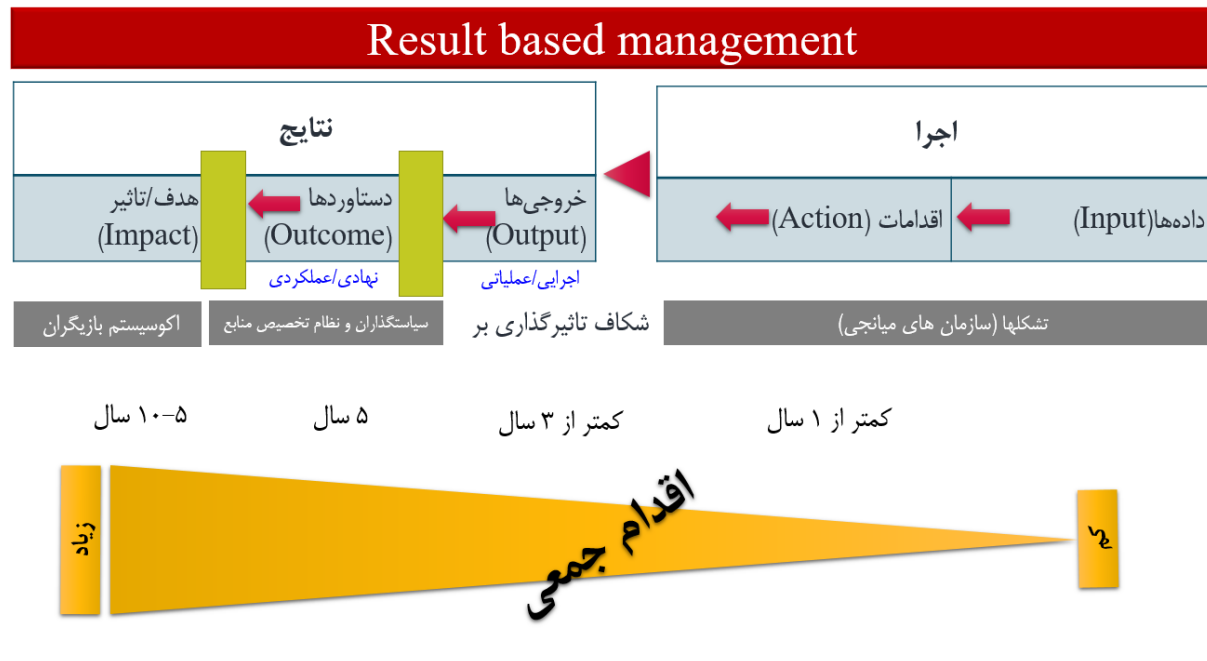 Result based management
اجرا
نتایج
داده‌ها(Input)
اقدامات (Action)
خروجی‌ها
(Output)
دستاوردها
(Outcome)
هدف/تاثیر
(Impact)
اجرایی/عملیاتی
نهادی/عملکردی
تشکلها (سازمان های میانجی)
شکاف تاثیرگذاری بر
سیاستگذاران و نظام تخصیص منابع
اکوسیستم بازیگران
کمتر از ۱ سال
کمتر از ۳ سال
۵ سال
۵-۱۰ سال
کم
اقدام جمعی
زیاد